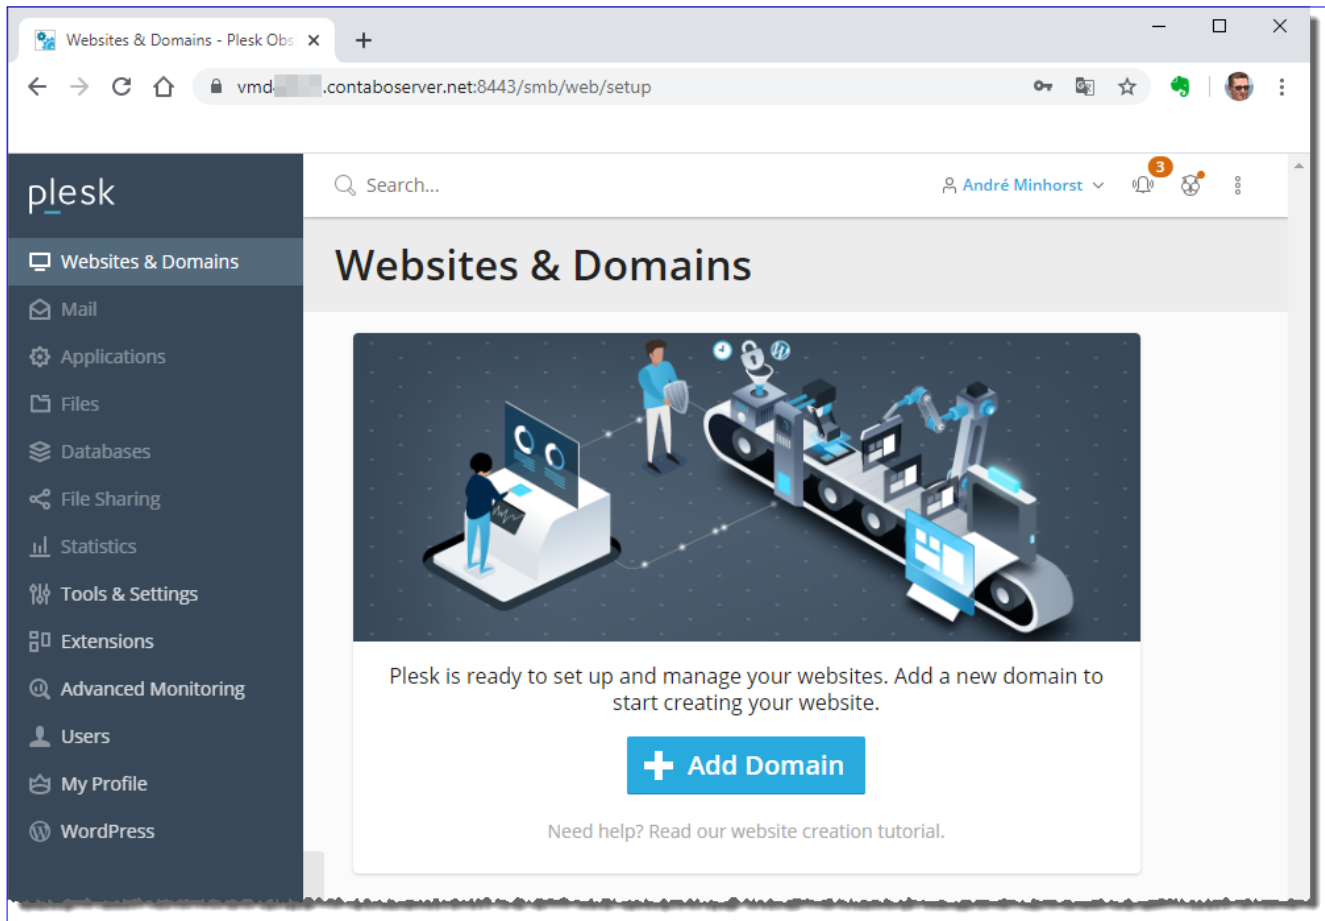 Websites & Domains - Plesk Obs
vmd .contaboserver.net:8443/smb/web/setup
plesk
Search...
André Minhorst
3
Websites & Domains
Mail
Applications
Files
Databases
File Sharing
Statistics
Tools & Settings
Extensions
Advanced Monitoring
Users
My Profile
WordPress
Websites & Domains
Plesk is ready to set up and manage your websites. Add a new domain to
start creating your website.
Add Domain
Need help? Read our website creation tutorial.